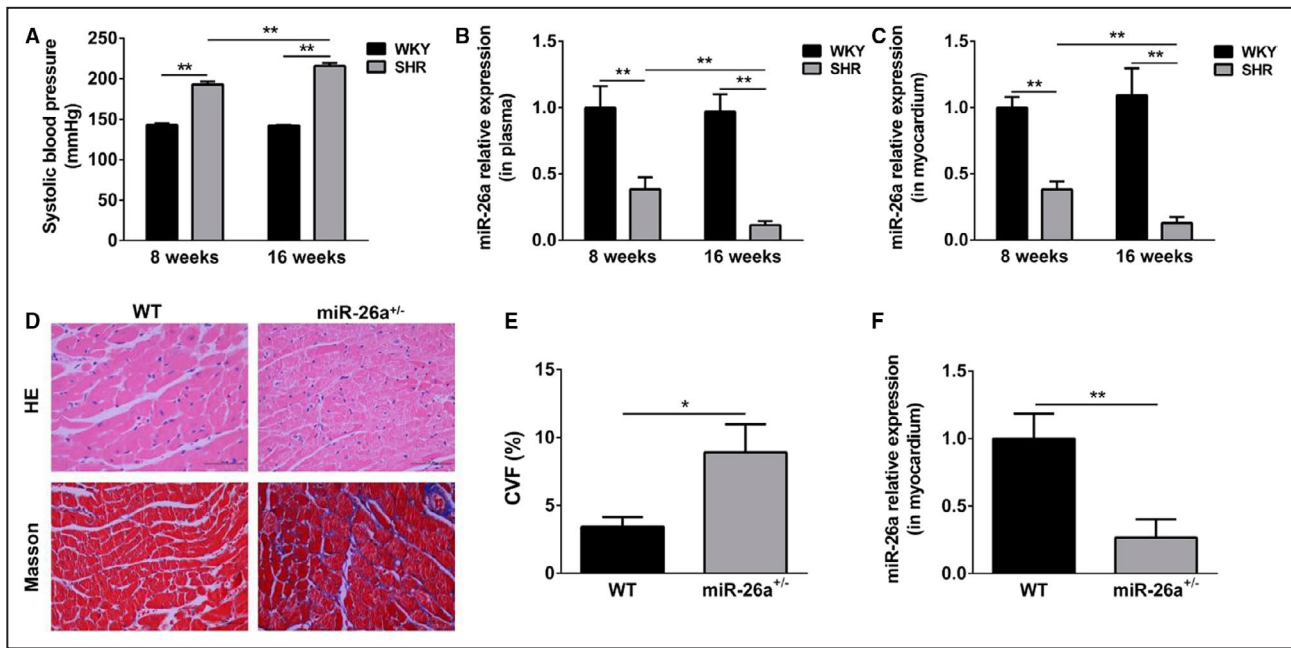 A
Systolic blood pressure
(mmHg)
250
200
150
100
50
0
**
**
**
WKY
SHR
8 weeks
16 weeks
B
miR-26a relative expression
(in plasma)
1.5
1.0
0.5
0.0
**
**
**
WKY
SHR
8 weeks
16 weeks
C
miR-26a relative expression
(in myocardium)
1.5
1.0
0.5
0.0
**
**
**
WKY
SHR
8 weeks
16 weeks
D
WT
miR-26a+/-
HE
Masson
E
CVF (%)
15
10
5
0
*
WT
miR-26a+/-
F
miR-26a relative expression
(in myocardium)
1.5
1.0
0.5
0.0
**
WT
miR-26a+/-